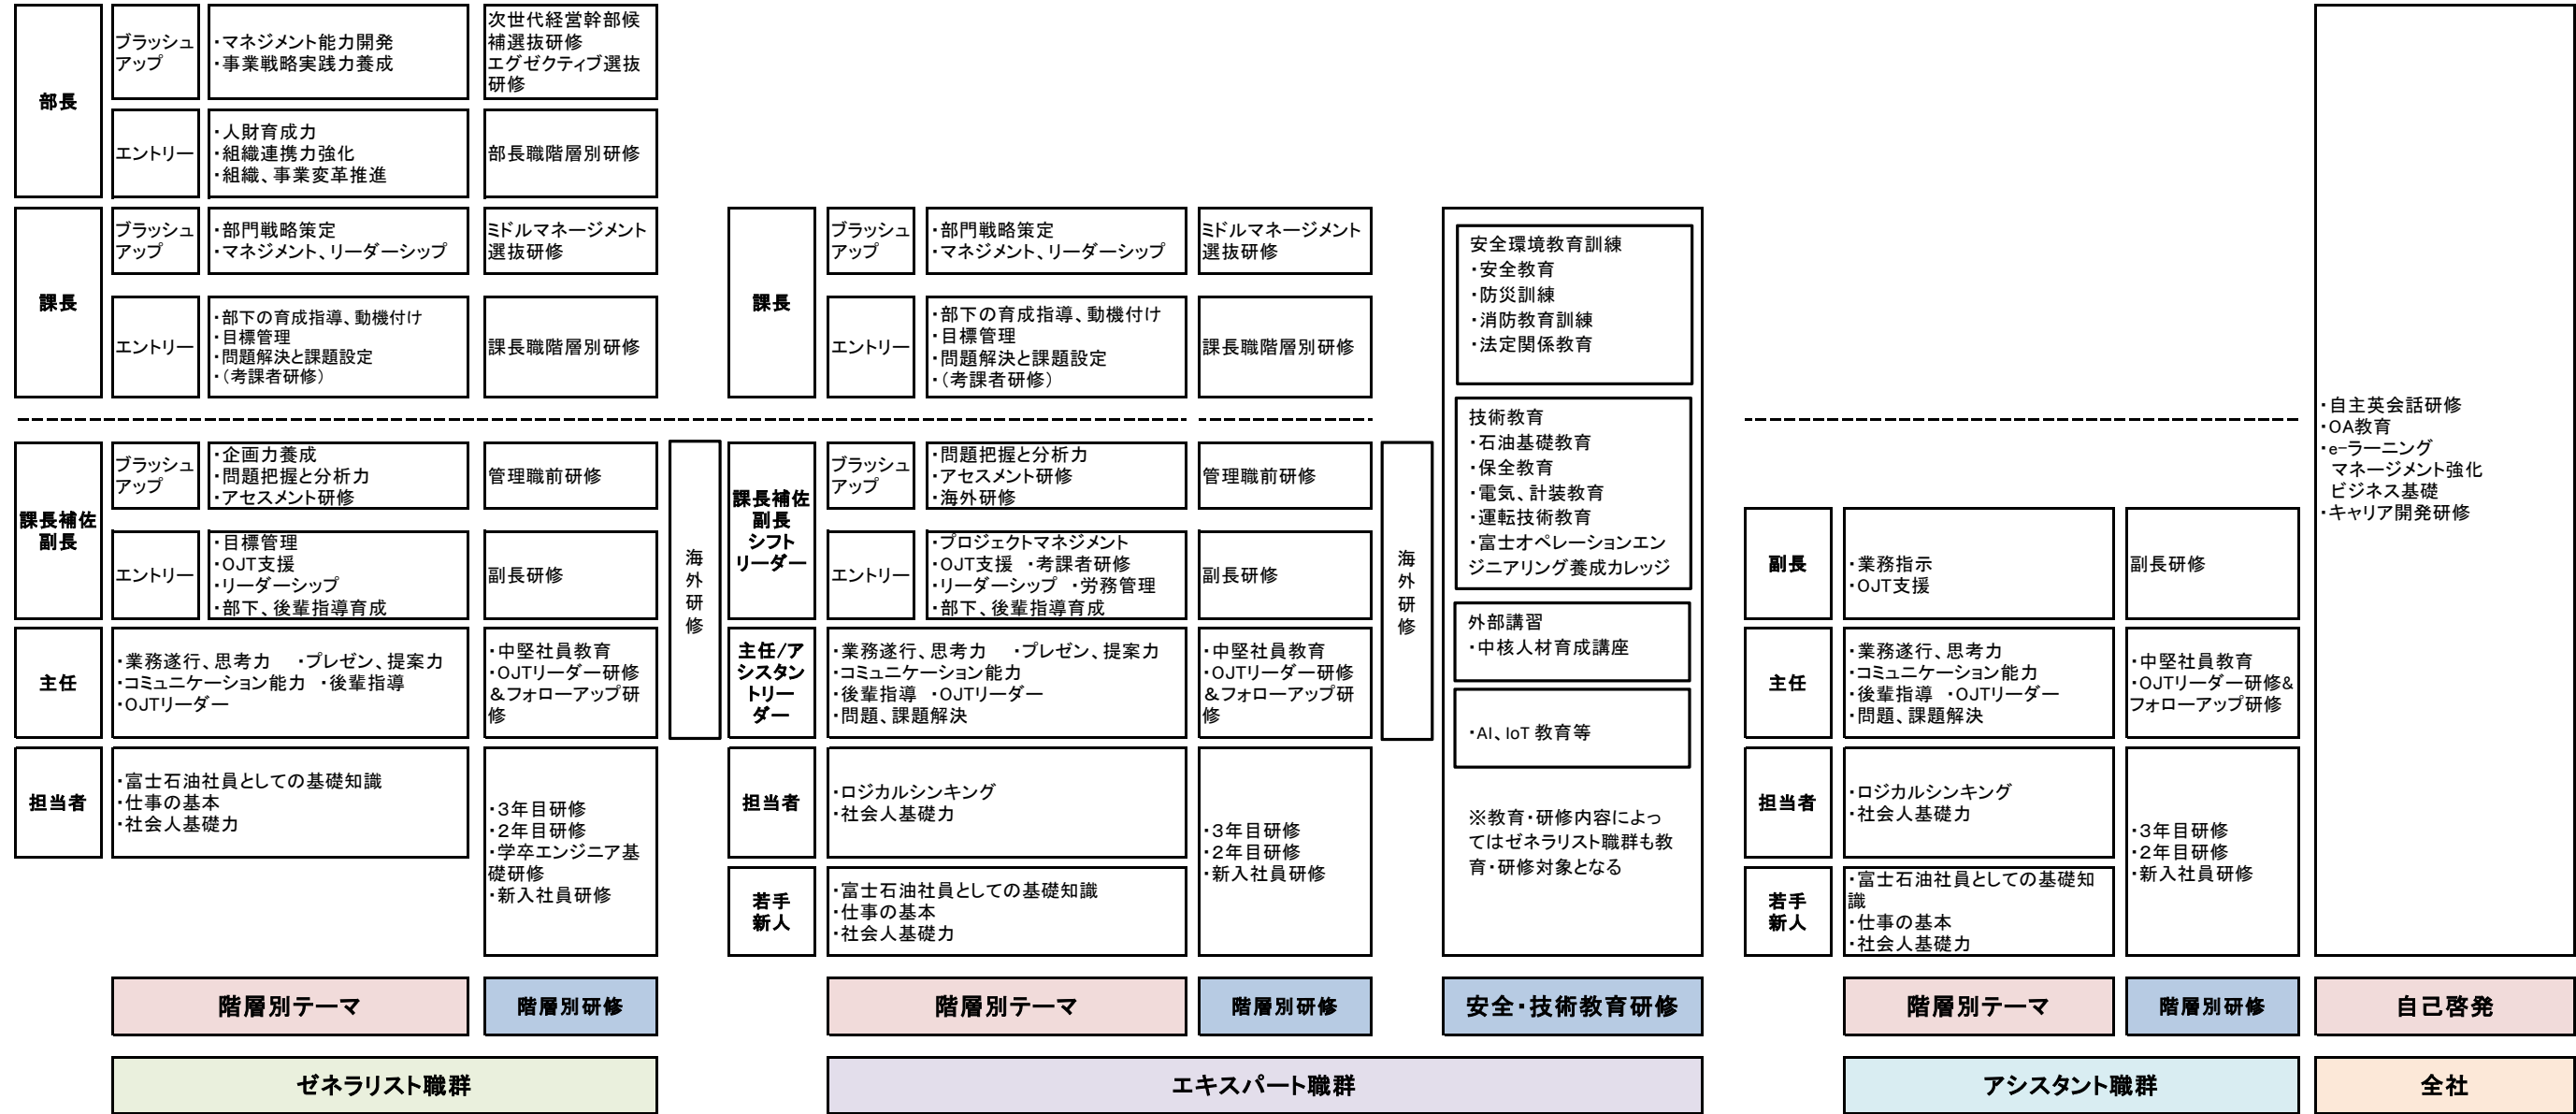 部長
ブラッシュ
アップ
・マネジメント能力開発
・事業戦略実践力養成
次世代経営幹部候
補選抜研修
エグゼクティブ選抜
研修
エントリー
・人財育成力
・組織連携力強化
・組織、事業変革推進
部長職階層別研修
課長
ブラッシュ
アップ
・部門戦略策定
・マネジメント、リーダーシップ
ミドルマネージメント
選抜研修
エントリー
・部下の育成指導、動機付け
・目標管理
・問題解決と課題設定
・(考課者研修)
課長職階層別研修
課長補佐
副長
ブラッシュ
アップ
・企画力養成
・問題把握と分析力
・アセスメント研修
管理職前研修
エントリー
・目標管理
・OJT支援
・リーダーシップ
・部下、後輩指導育成
副長研修
主任
・業務遂行、思考力 ・プレゼン、提案力
・コミュニケーション能力 ・後輩指導
・OJTリーダー
・中堅社員教育
・OJTリーダー研修
&フォローアップ研
修
担当者
・富士石油社員としての基礎知識
・仕事の基本
・社会人基礎力
・3年目研修
・2年目研修
・学卒エンジニア基
礎研修
・新入社員研修
海外研修
階層別テーマ
階層別研修
ゼネラリスト職群
課長
ブラッシュ
アップ
・部門戦略策定
・マネジメント、リーダーシップ
ミドルマネージメント
選抜研修
エントリー
・部下の育成指導、動機付け
・目標管理
・問題解決と課題設定
・(考課者研修)
課長職階層別研修
課長補佐
副長
シフト
リーダー
ブラッシュ
アップ
・問題把握と分析力
・アセスメント研修
・海外研修
管理職前研修
エントリー
・プロジェクトマネジメント
・OJT支援 ・考課者研修
・リーダーシップ ・労務管理
・部下、後輩指導育成
副長研修
主任/ア
シスタン
トリー
ダー
・業務遂行、思考力 ・プレゼン、提案力
・コミュニケーション能力
・後輩指導 ・OJTリーダー
・問題、課題解決
・中堅社員教育
・OJTリーダー研修
&フォローアップ研
修
担当者
・ロジカルシンキング
・社会人基礎力
・3年目研修
・2年目研修
・新入社員研修
若手
新人
・富士石油社員としての基礎知識
・仕事の基本
・社会人基礎力
海外研修
安全環境教育訓練
・安全教育
・防災訓練
・消防教育訓練
・法定関係教育
技術教育
・石油基礎教育
・保全教育
・電気、計装教育
・運転技術教育
・富士オペレーションエン
ジニアリング養成カレッジ
外部講習
・中核人材育成講座
・AI、IoT 教育等
※教育・研修内容によっ
てはゼネラリスト職群も教
育・研修対象となる
階層別テーマ
階層別研修
安全・技術教育研修
エキスパート職群
副長
・業務指示
・OJT支援
副長研修
主任
・業務遂行、思考力
・コミュニケーション能力
・後輩指導 ・OJTリーダー
・問題、課題解決
・中堅社員教育
・OJTリーダー研修&
フォローアップ研修
担当者
・ロジカルシンキング
・社会人基礎力
・3年目研修
・2年目研修
・新入社員研修
若手
新人
・富士石油社員としての基礎知
識
・仕事の基本
・社会人基礎力
階層別テーマ
階層別研修
アシスタント職群
・自主英会話研修
・OA教育
・e-ラーニング
マネージメント強化
ビジネス基礎
・キャリア開発研修
自己啓発
全社